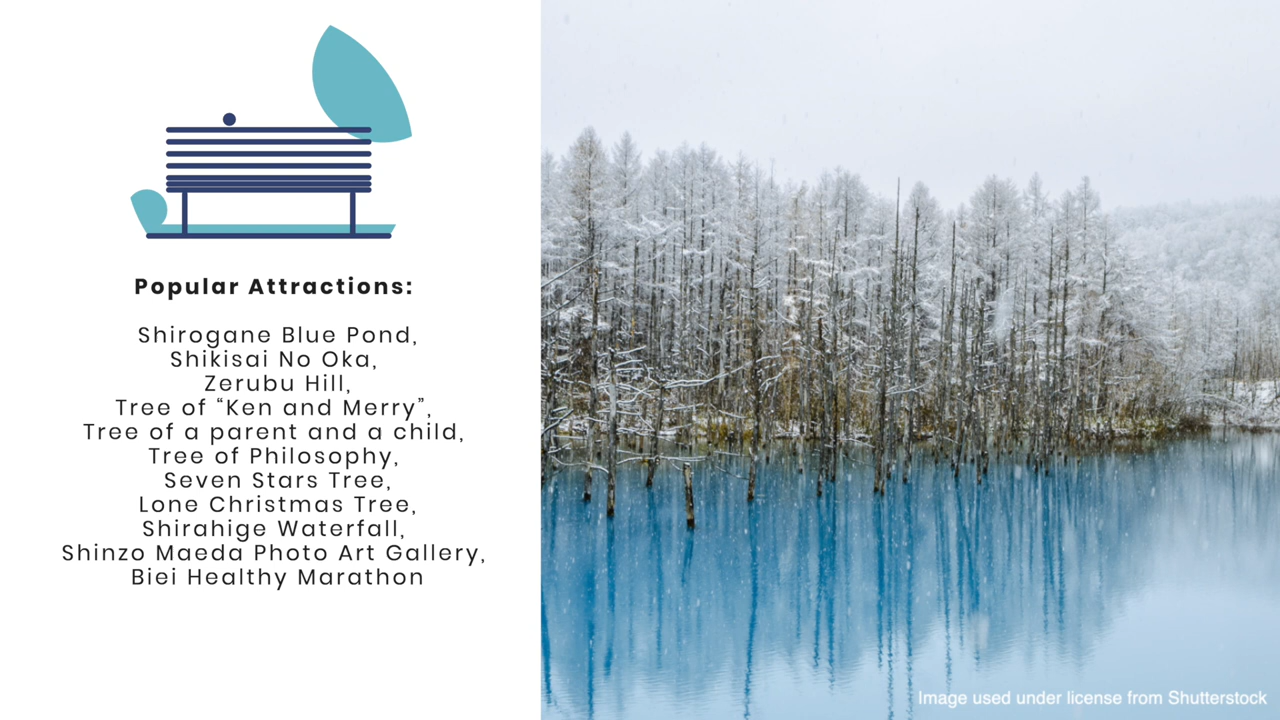 Popular Attractions:
Shirogane Blue Pond,
Shikisai No Oka,
Zerubu Hill,
Tree of “Ken and Merry”,
Tree of a parent and a child,
Tree of Philosophy,
Seven Stars Tree,
Lone Christmas Tree,
Shirahige Waterfall,
Shinzo Maeda Photo Art Gallery,
Biei Healthy Marathon
Image used under license from Shutterstock